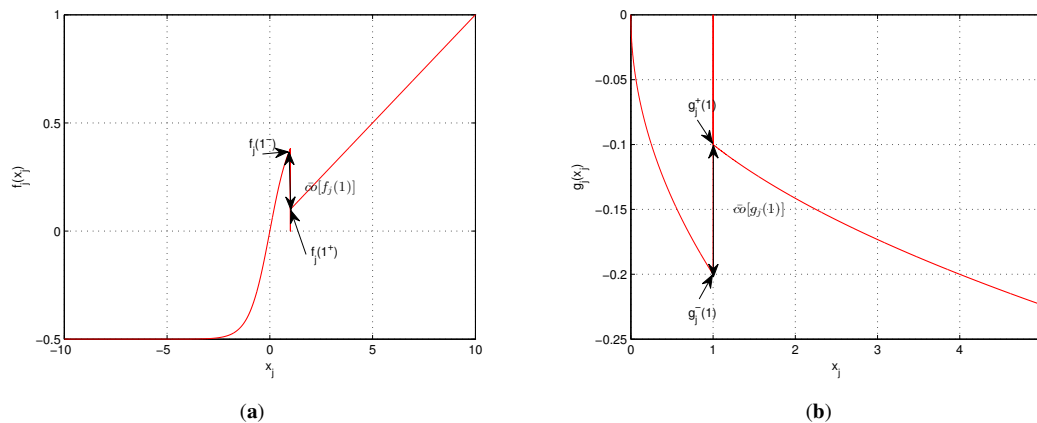 1
0.5
0
−0.5
−10
−5
0
5
10
x_j
f_j(x_j)
f_j(1⁻)
c̄o[f_j(1)]
f_j(1⁺)
(a)
0
−0.05
−0.1
−0.15
−0.2
−0.25
0
1
2
3
4
x_j
g_j(x_j)
g_j⁺(1)
c̄o[g_j(1)]
g_j⁻(1)
(b)